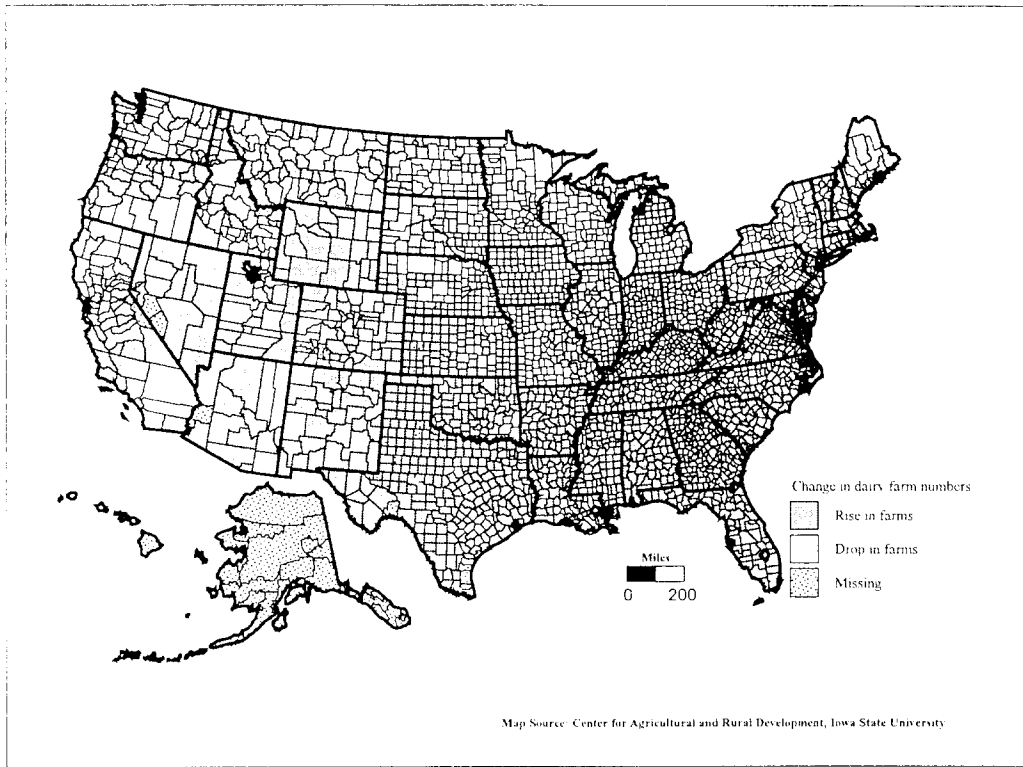 Change in dairy farm numbers
Rise in farms
Drop in farms
Missing
Miles
0 200
Map Source: Center for Agricultural and Rural Development, Iowa State University